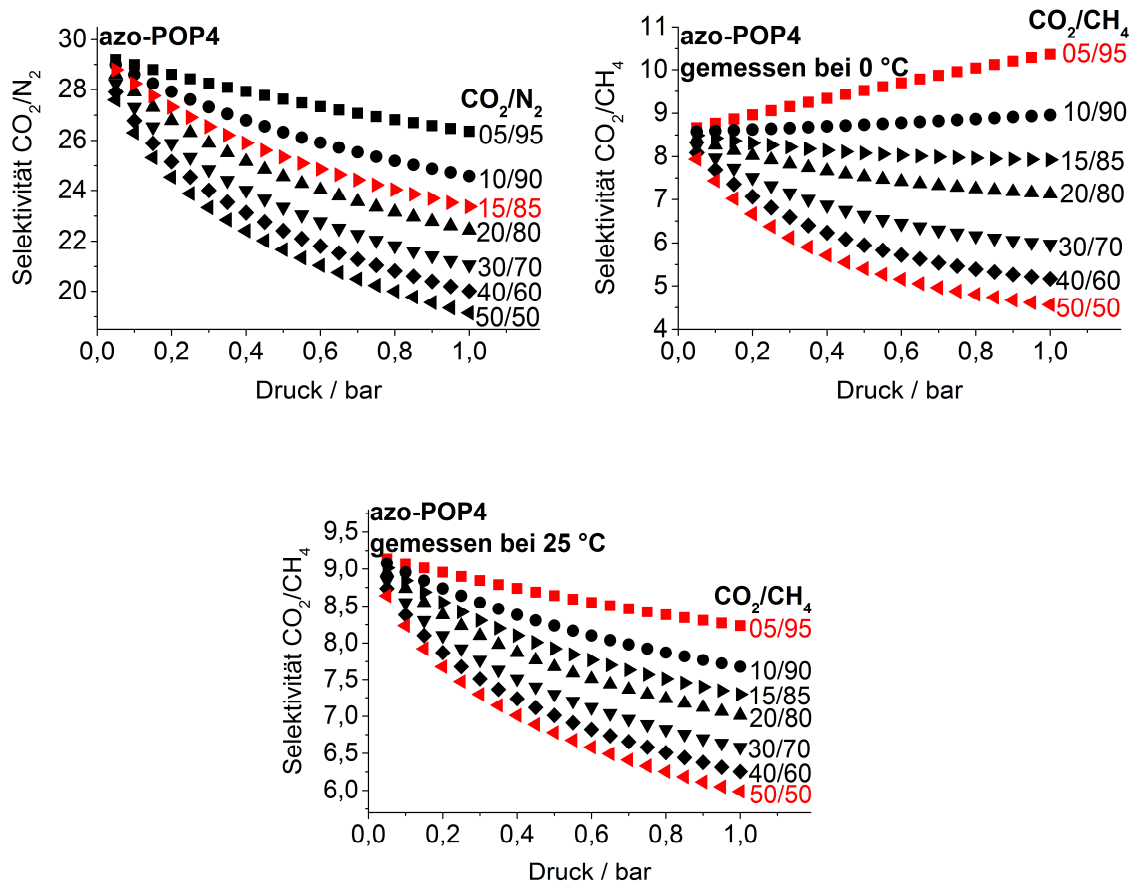 azo-POP4
Selektivität CO₂/N₂
30
28
26
24
22
20
CO₂/N₂
05/95
10/90
15/85
20/80
30/70
40/60
50/50
0,0 0,2 0,4 0,6 0,8 1,0
Druck / bar
azo-POP4
gemessen bei 0 °C
Selektivität CO₂/CH₄
11
10
9
8
7
6
5
4
CO₂/CH₄
05/95
10/90
15/85
20/80
30/70
40/60
50/50
0,0 0,2 0,4 0,6 0,8 1,0
Druck / bar
azo-POP4
gemessen bei 25 °C
Selektivität CO₂/CH₄
9,5
9,0
8,5
8,0
7,5
7,0
6,5
6,0
CO₂/CH₄
05/95
10/90
15/85
20/80
30/70
40/60
50/50
0,0 0,2 0,4 0,6 0,8 1,0
Druck / bar